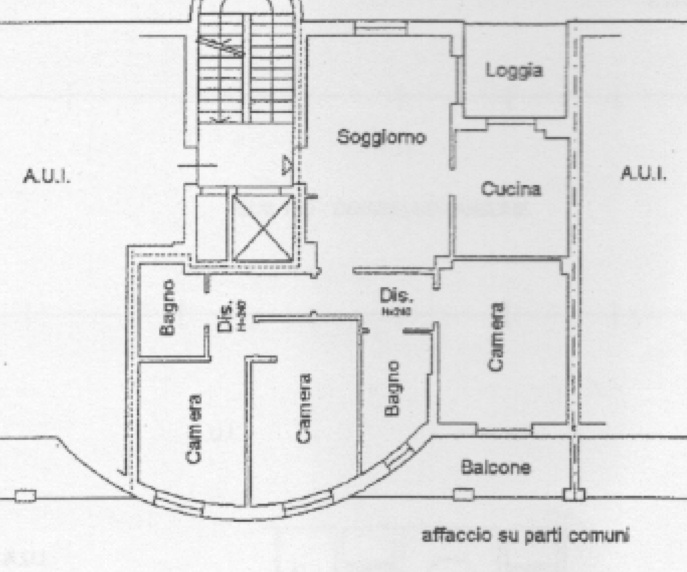 Loggia
Soggiorno
A.U.I.
A.U.I.
Cucina
Bagno
Dis.
H=240
Dis.
H=240
Camera
Camera
Camera
Bagno
Balcone
affaccio su parti comuni